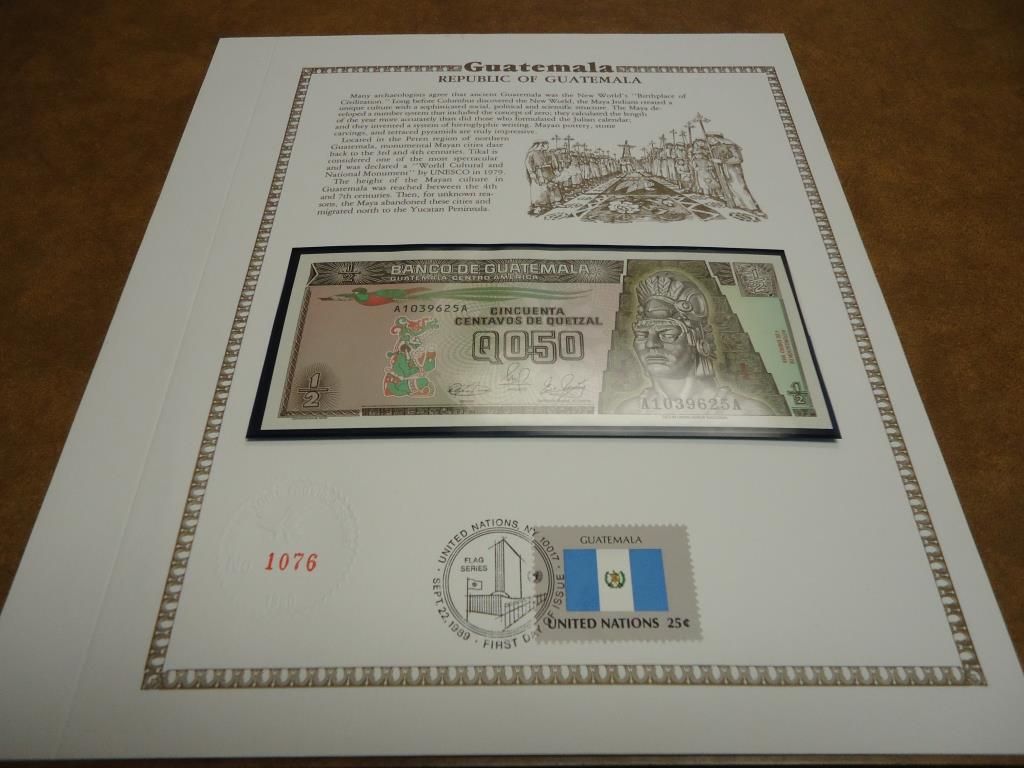 Guatemala
REPUBLIC OF GUATEMALA
Many archaeologists agree that ancient Guatemala was the New World's "Birthplace of
Civilization." Long before Columbus discovered the New World, the Maya Indians created a
unique culture with a sophisticated social, political and scientific structure. The Maya de-
veloped a number system that included the concept of zero; they calculated the length
of the year more accurately than did those who formulated the Julian calendar;
and they invented a system of hieroglyphic writing. Mayan pottery, stone
carvings, and terraced pyramids are truly impressive.
Located in the Peten region of northern
Guatemala, monumental Mayan cities date
back to the 3rd and 4th centuries. Tikal is
considered one of the most spectacular
and was declared a "World Cultural and
National Monument" by UNESCO in 1979.
The height of the Mayan culture in
Guatemala was reached between the 4th
and 7th centuries. Then, for unknown rea-
sons, the Maya abandoned these cities and
migrated north to the Yucatan Peninsula.
1/2
BANCO DE GUATEMALA
GUATEMALA, CENTRO AMERICA
1/2
A1039625A
CINCUENTA
CENTAVOS DE QUETZAL
Q0.50
1/2
A1039625A
1/2
No. 1076
UNITED NATIONS, NY 10017
FLAG
SERIES
SEPT. 22, 1989 · FIRST DAY OF ISSUE
GUATEMALA
UNITED NATIONS 25¢